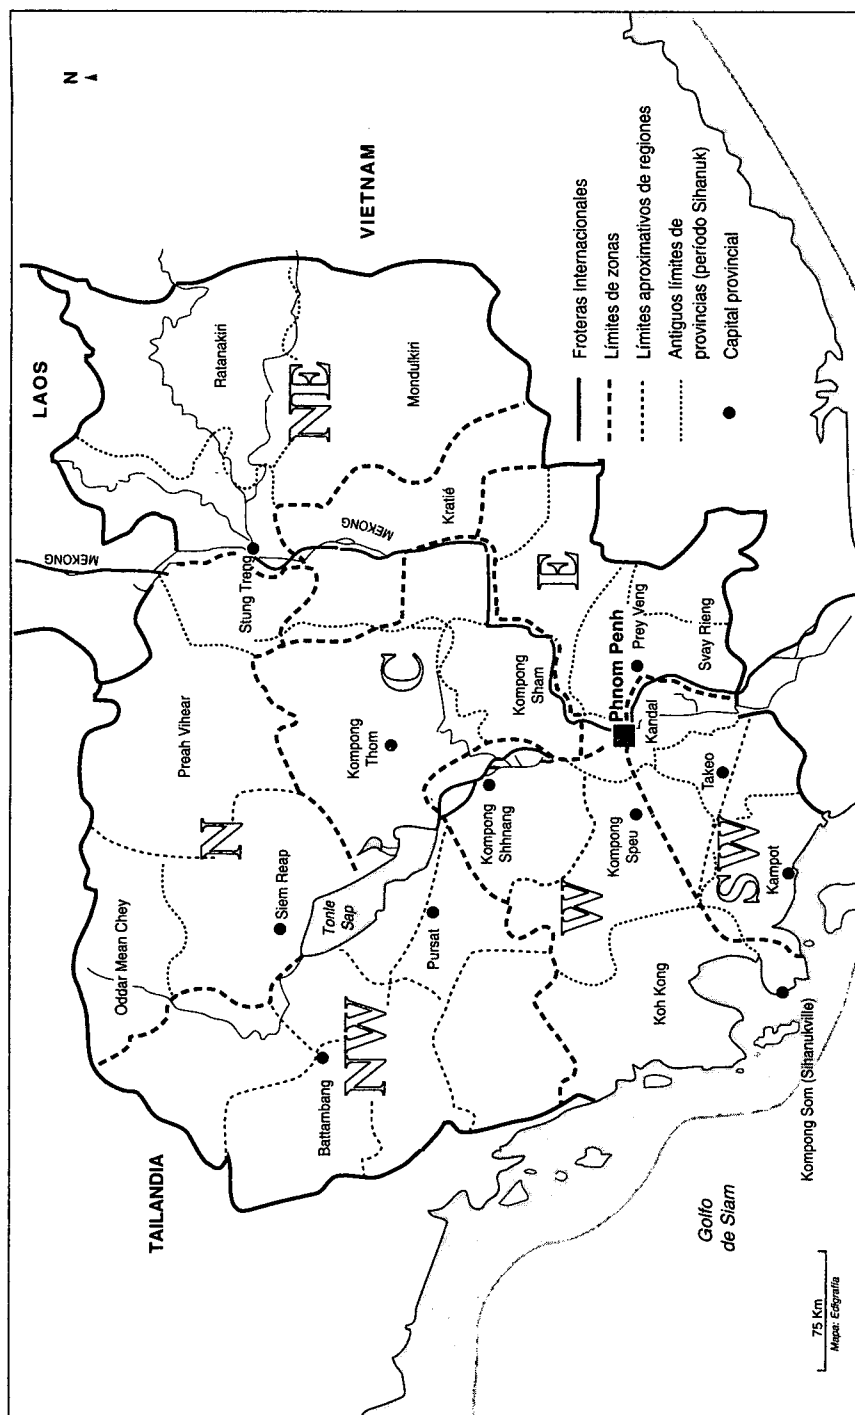 N
LAOS
VIETNAM
TAILANDIA
MEKONG
MEKONG
Ratanakiri
NE
Mondulkiri
Stung Treng
Kratié
Preah Vihear
N
Oddar Mean Chey
Siem Reap
Tonle
Sap
C
Kompong
Thom
Kompong
Sham
E
NW
Battambang
Pursat
Kompong
Shhnang
W
Phnom Penh
Prey Veng
Kandal
Svay Rieng
Kompong
Speu
Takeo
SW
Kampot
Koh Kong
Kompong Som (Sihanukville)
Golfo
de Siam
Froteras Internacionales
Límites de zonas
Límites aproximativos de regiones
Antiguos límites de
provincias (período Sihanuk)
Capital provincial
75 Km
Mapa: Edigrafía